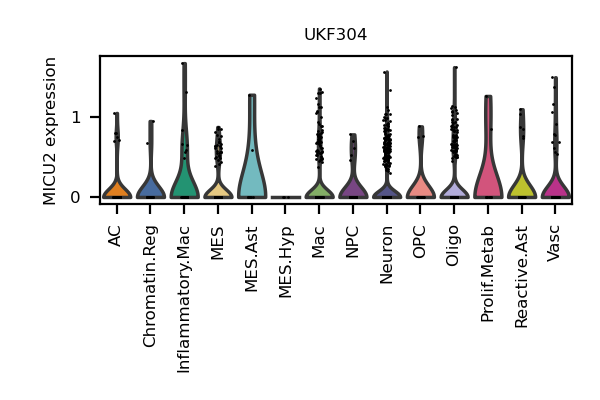 UKF304
MICU2 expression
1
0
AC
Chromatin.Reg
Inflammatory.Mac
MES
MES.Ast
MES.Hyp
Mac
NPC
Neuron
OPC
Oligo
Prolif.Metab
Reactive.Ast
Vasc